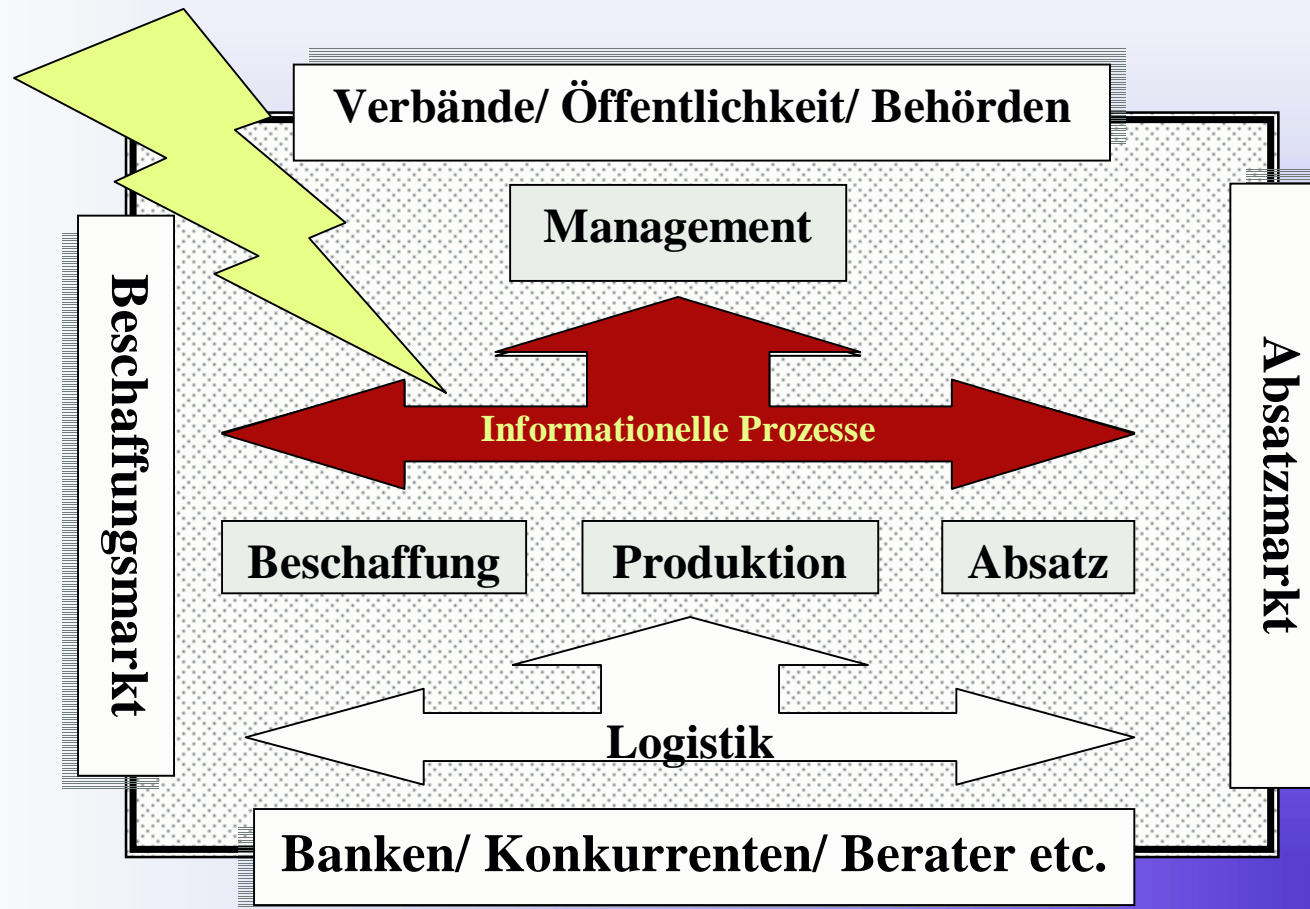 Verbände/ Öffentlichkeit/ Behörden
Management
Beschaffungsmarkt
Absatzmarkt
Informationelle Prozesse
Beschaffung
Produktion
Absatz
Logistik
Banken/ Konkurrenten/ Berater etc.